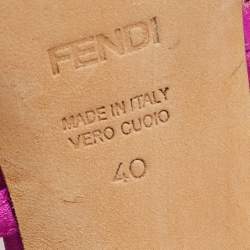 FENDI
MADE IN ITALY
VERO CUOIO
40